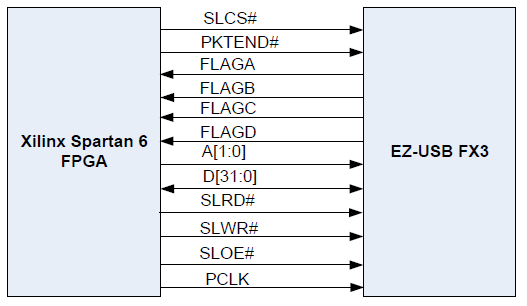 SLCS#
PKTEND#
FLAGA
FLAGB
FLAGC
FLAGD
A[1:0]
D[31:0]
SLRD#
SLWR#
SLOE#
PCLK
Xilinx Spartan 6
FPGA
EZ-USB FX3